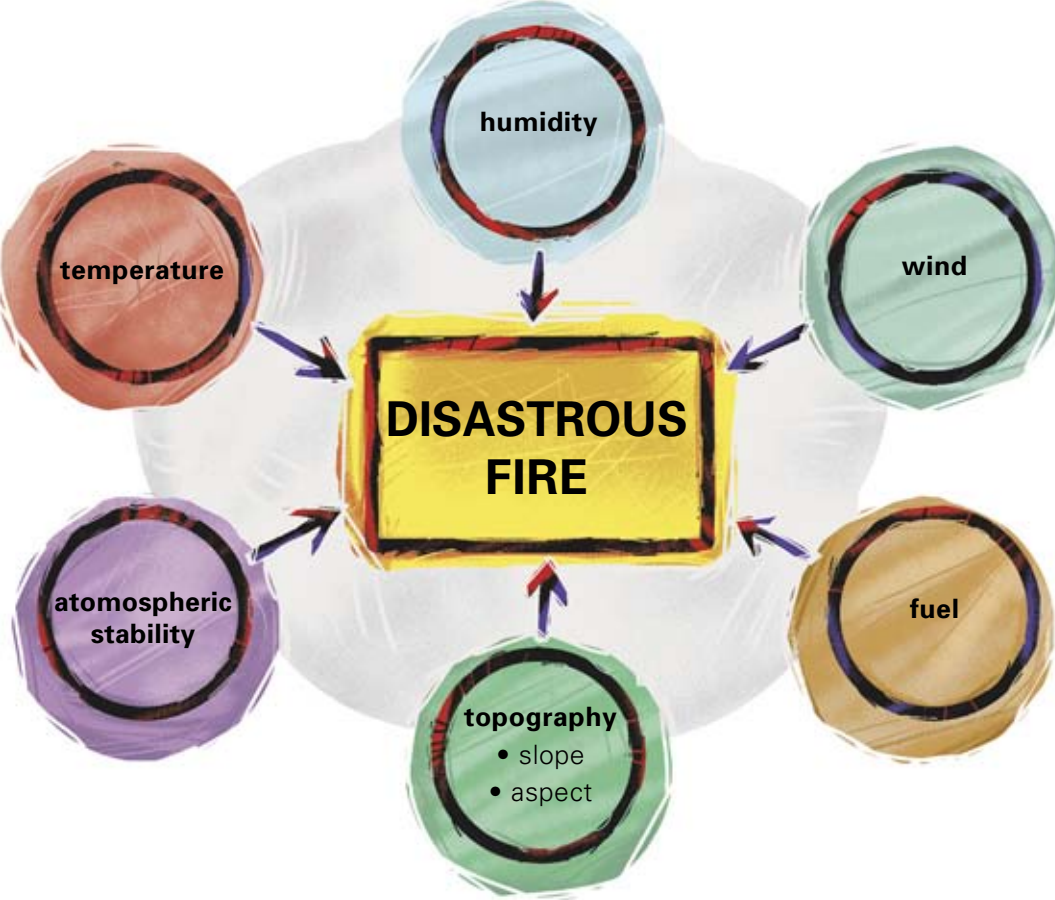 humidity
temperature
wind
DISASTROUS
FIRE
atomospheric
stability
fuel
topography
• slope
• aspect